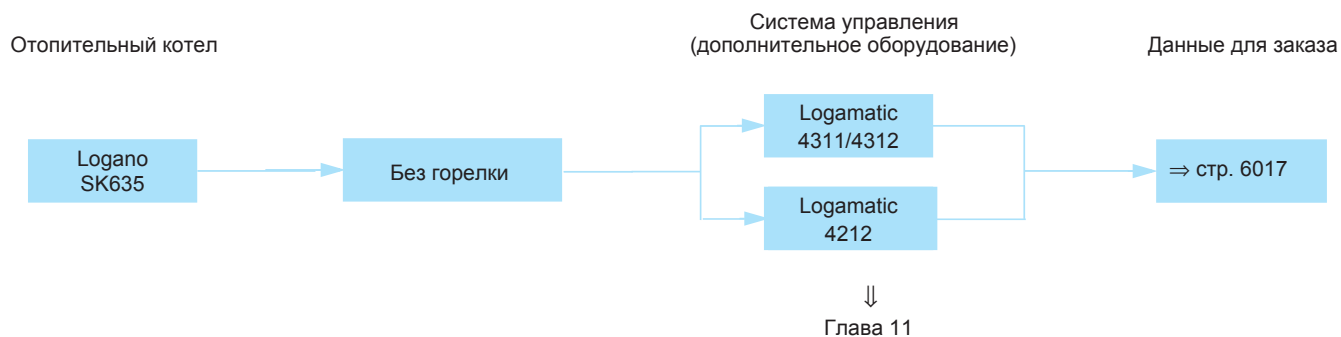 Отопительный котел
Система управления
(дополнительное оборудование)
Данные для заказа
Logano
SK635
Без горелки
Logamatic
4311/4312
Logamatic
4212
⇒ стр. 6017
⇓
Глава 11